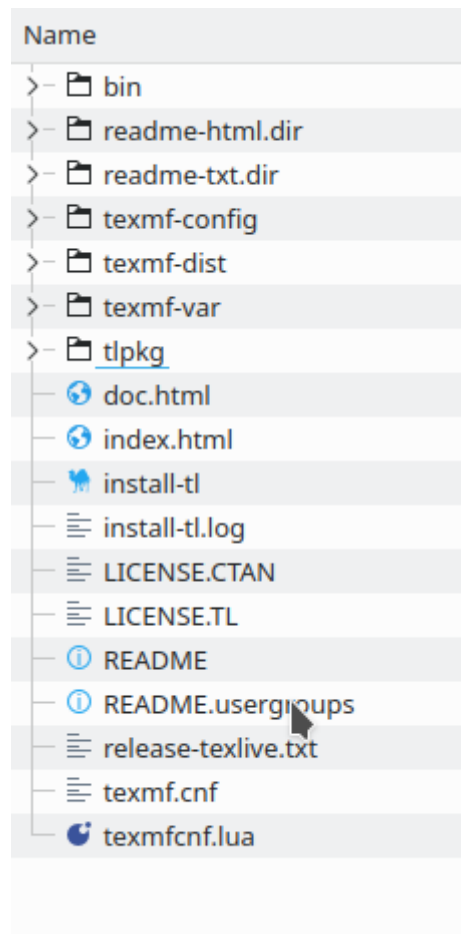 Name
bin
readme-html.dir
readme-txt.dir
texmf-config
texmf-dist
texmf-var
tlpkg
doc.html
index.html
install-tl
install-tl.log
LICENSE.CTAN
LICENSE.TL
README
README.usergroups
release-texlive.txt
texmf.cnf
texmfcnf.lua